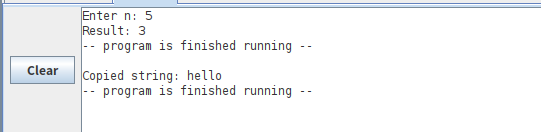 Enter n: 5
Result: 3
-- program is finished running --
Clear
Copied string: hello
-- program is finished running --